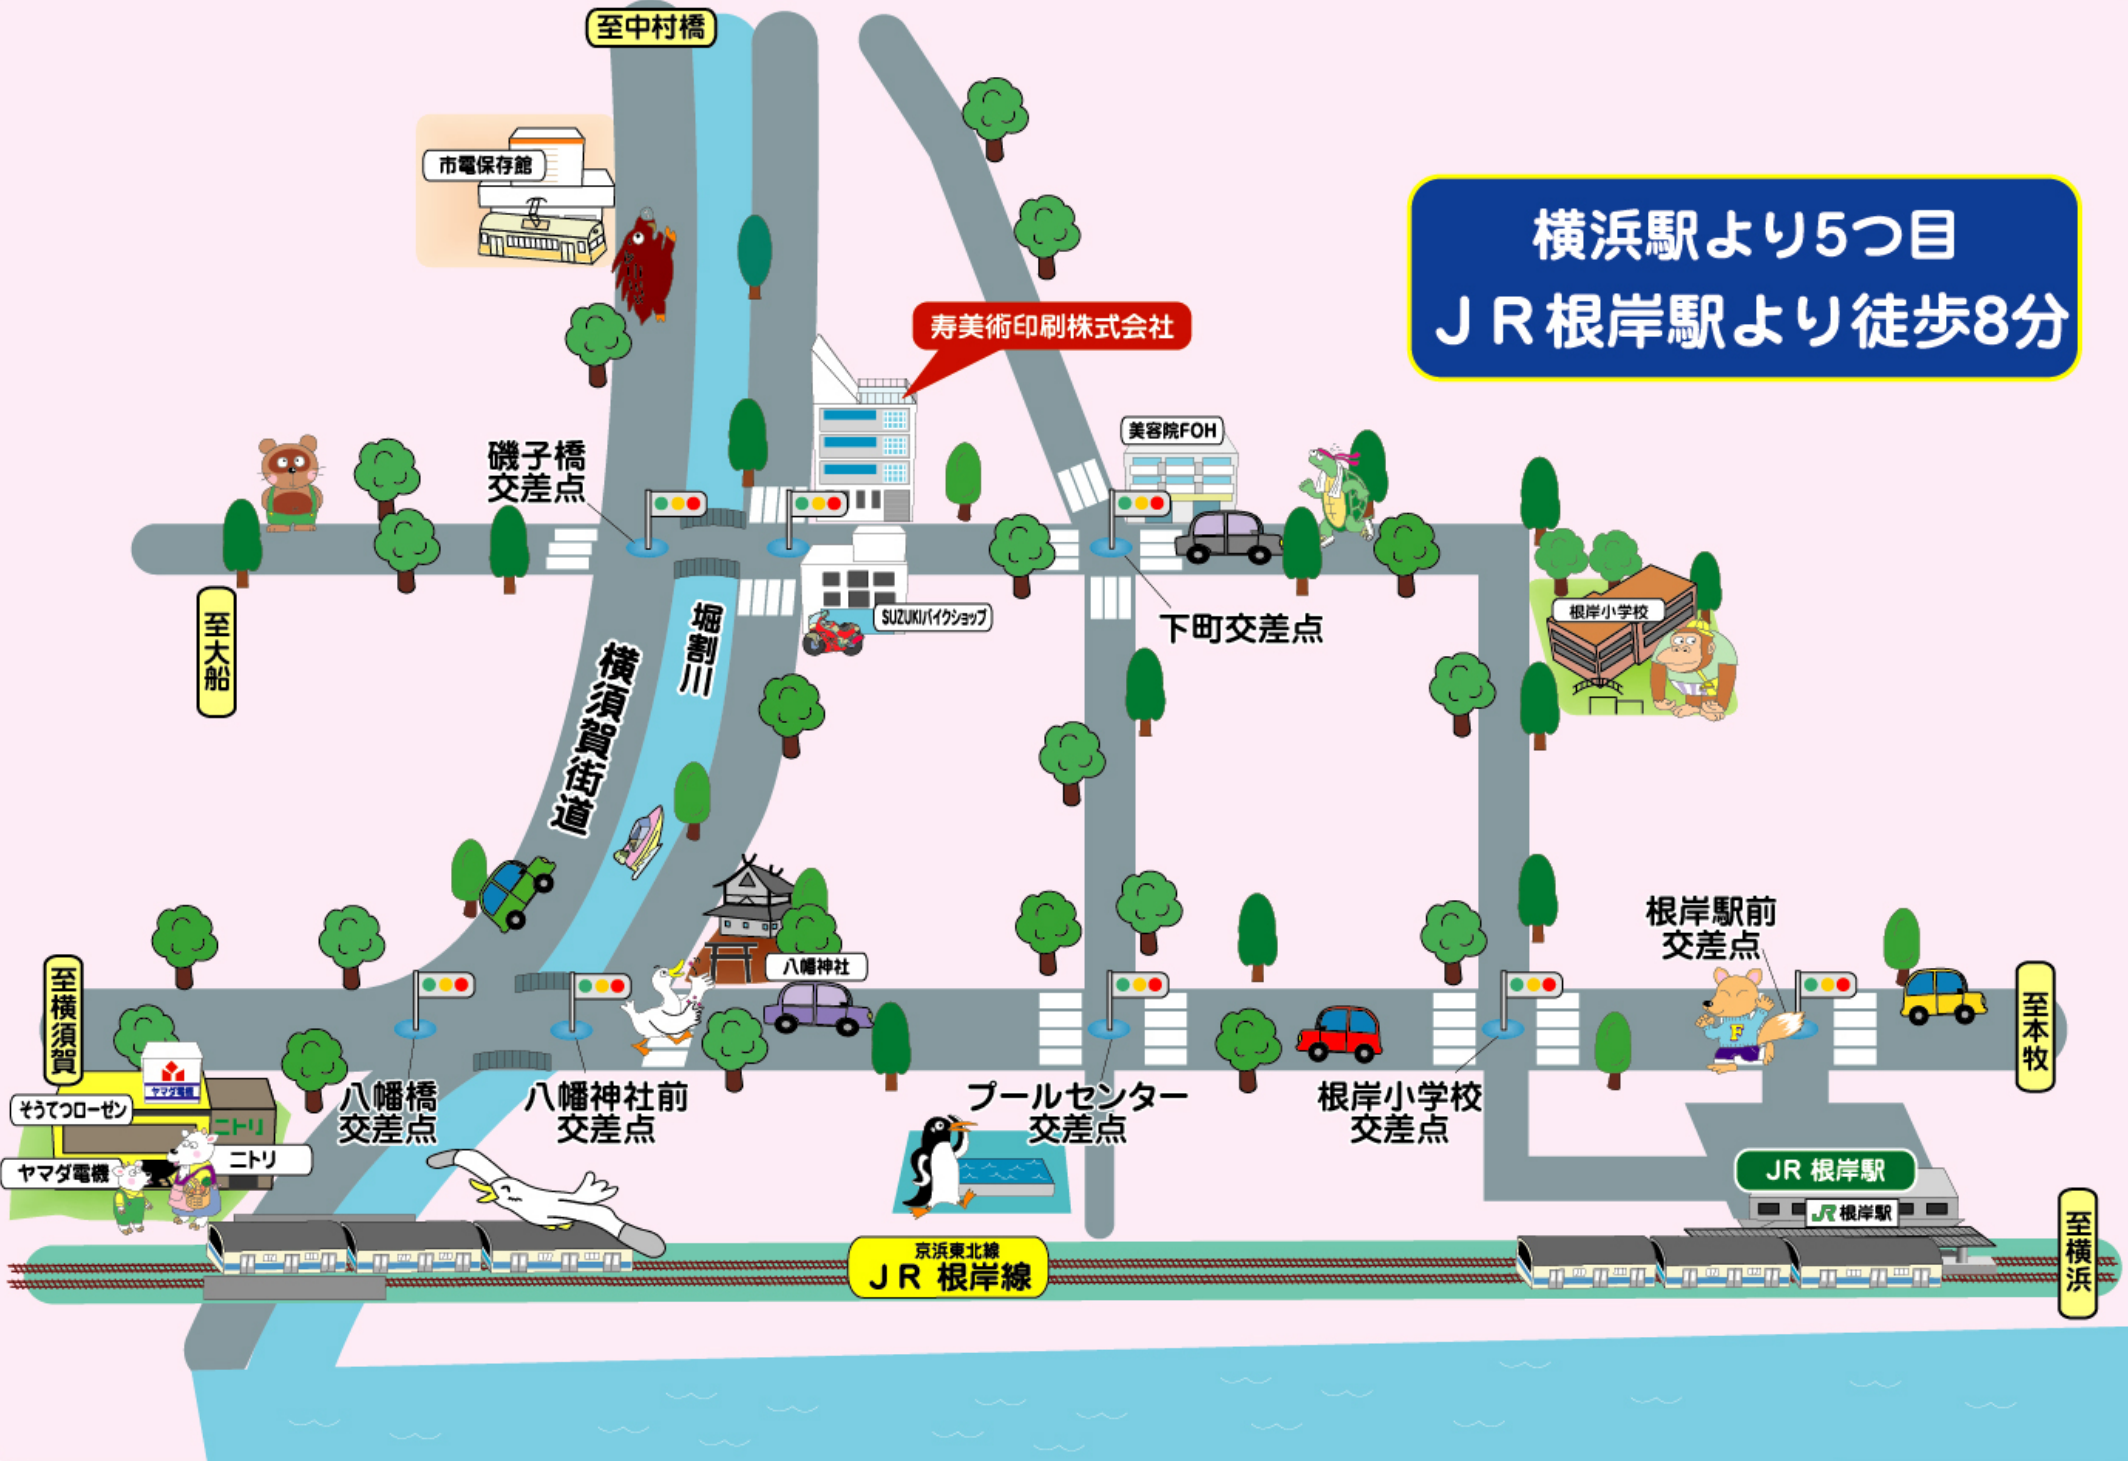 至中村橋
市電保存館
横浜駅より5つ目
JR根岸駅より徒歩8分
寿美術印刷株式会社
美容院FOH
磯子橋
交差点
至大船
SUZUKIバイクショップ
下町交差点
根岸小学校
堀割川
横須賀街道
八幡神社
根岸駅前
交差点
F
至横須賀
至本牧
ヤマダ電機
そうてつローゼン
ニトリ
ニトリ
ヤマダ電機
八幡橋
交差点
八幡神社前
交差点
プールセンター
交差点
根岸小学校
交差点
JR 根岸駅
JR根岸駅
至横浜
京浜東北線
JR 根岸線